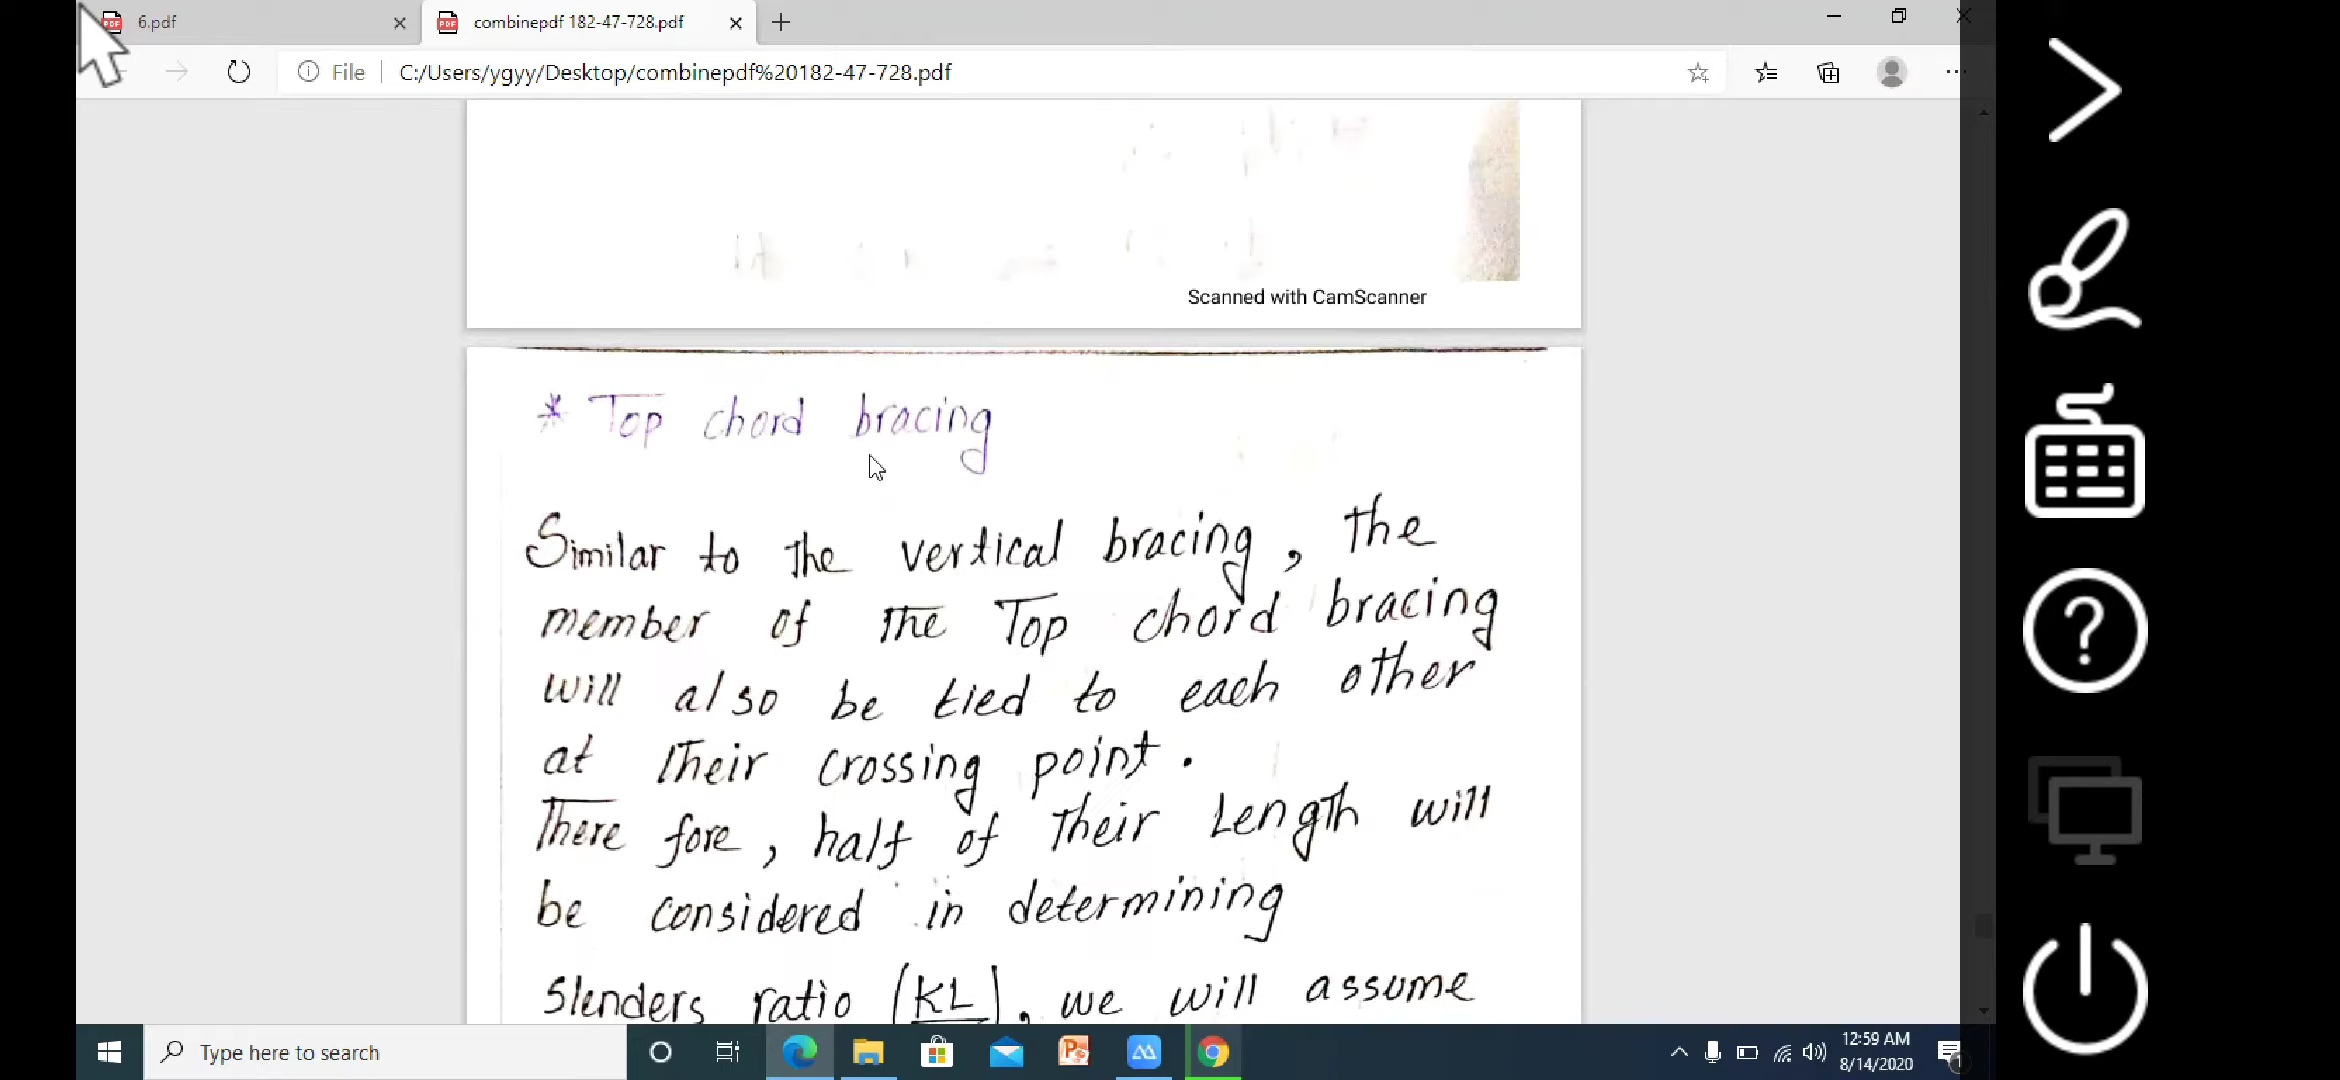 6.pdf
combinepdf 182-47-728.pdf
File
C:/Users/ygyy/Desktop/combinepdf%20182-47-728.pdf
Scanned with CamScanner
* Top chord bracing
Similar to the vertical bracing, the
member of the Top chord bracing
will also be tied to each other
at their crossing point.
There fore, half of their Length will
be considered in determining
Slenders ratio (KL), we will assume
Type here to search
12:59 AM
8/14/2020
1